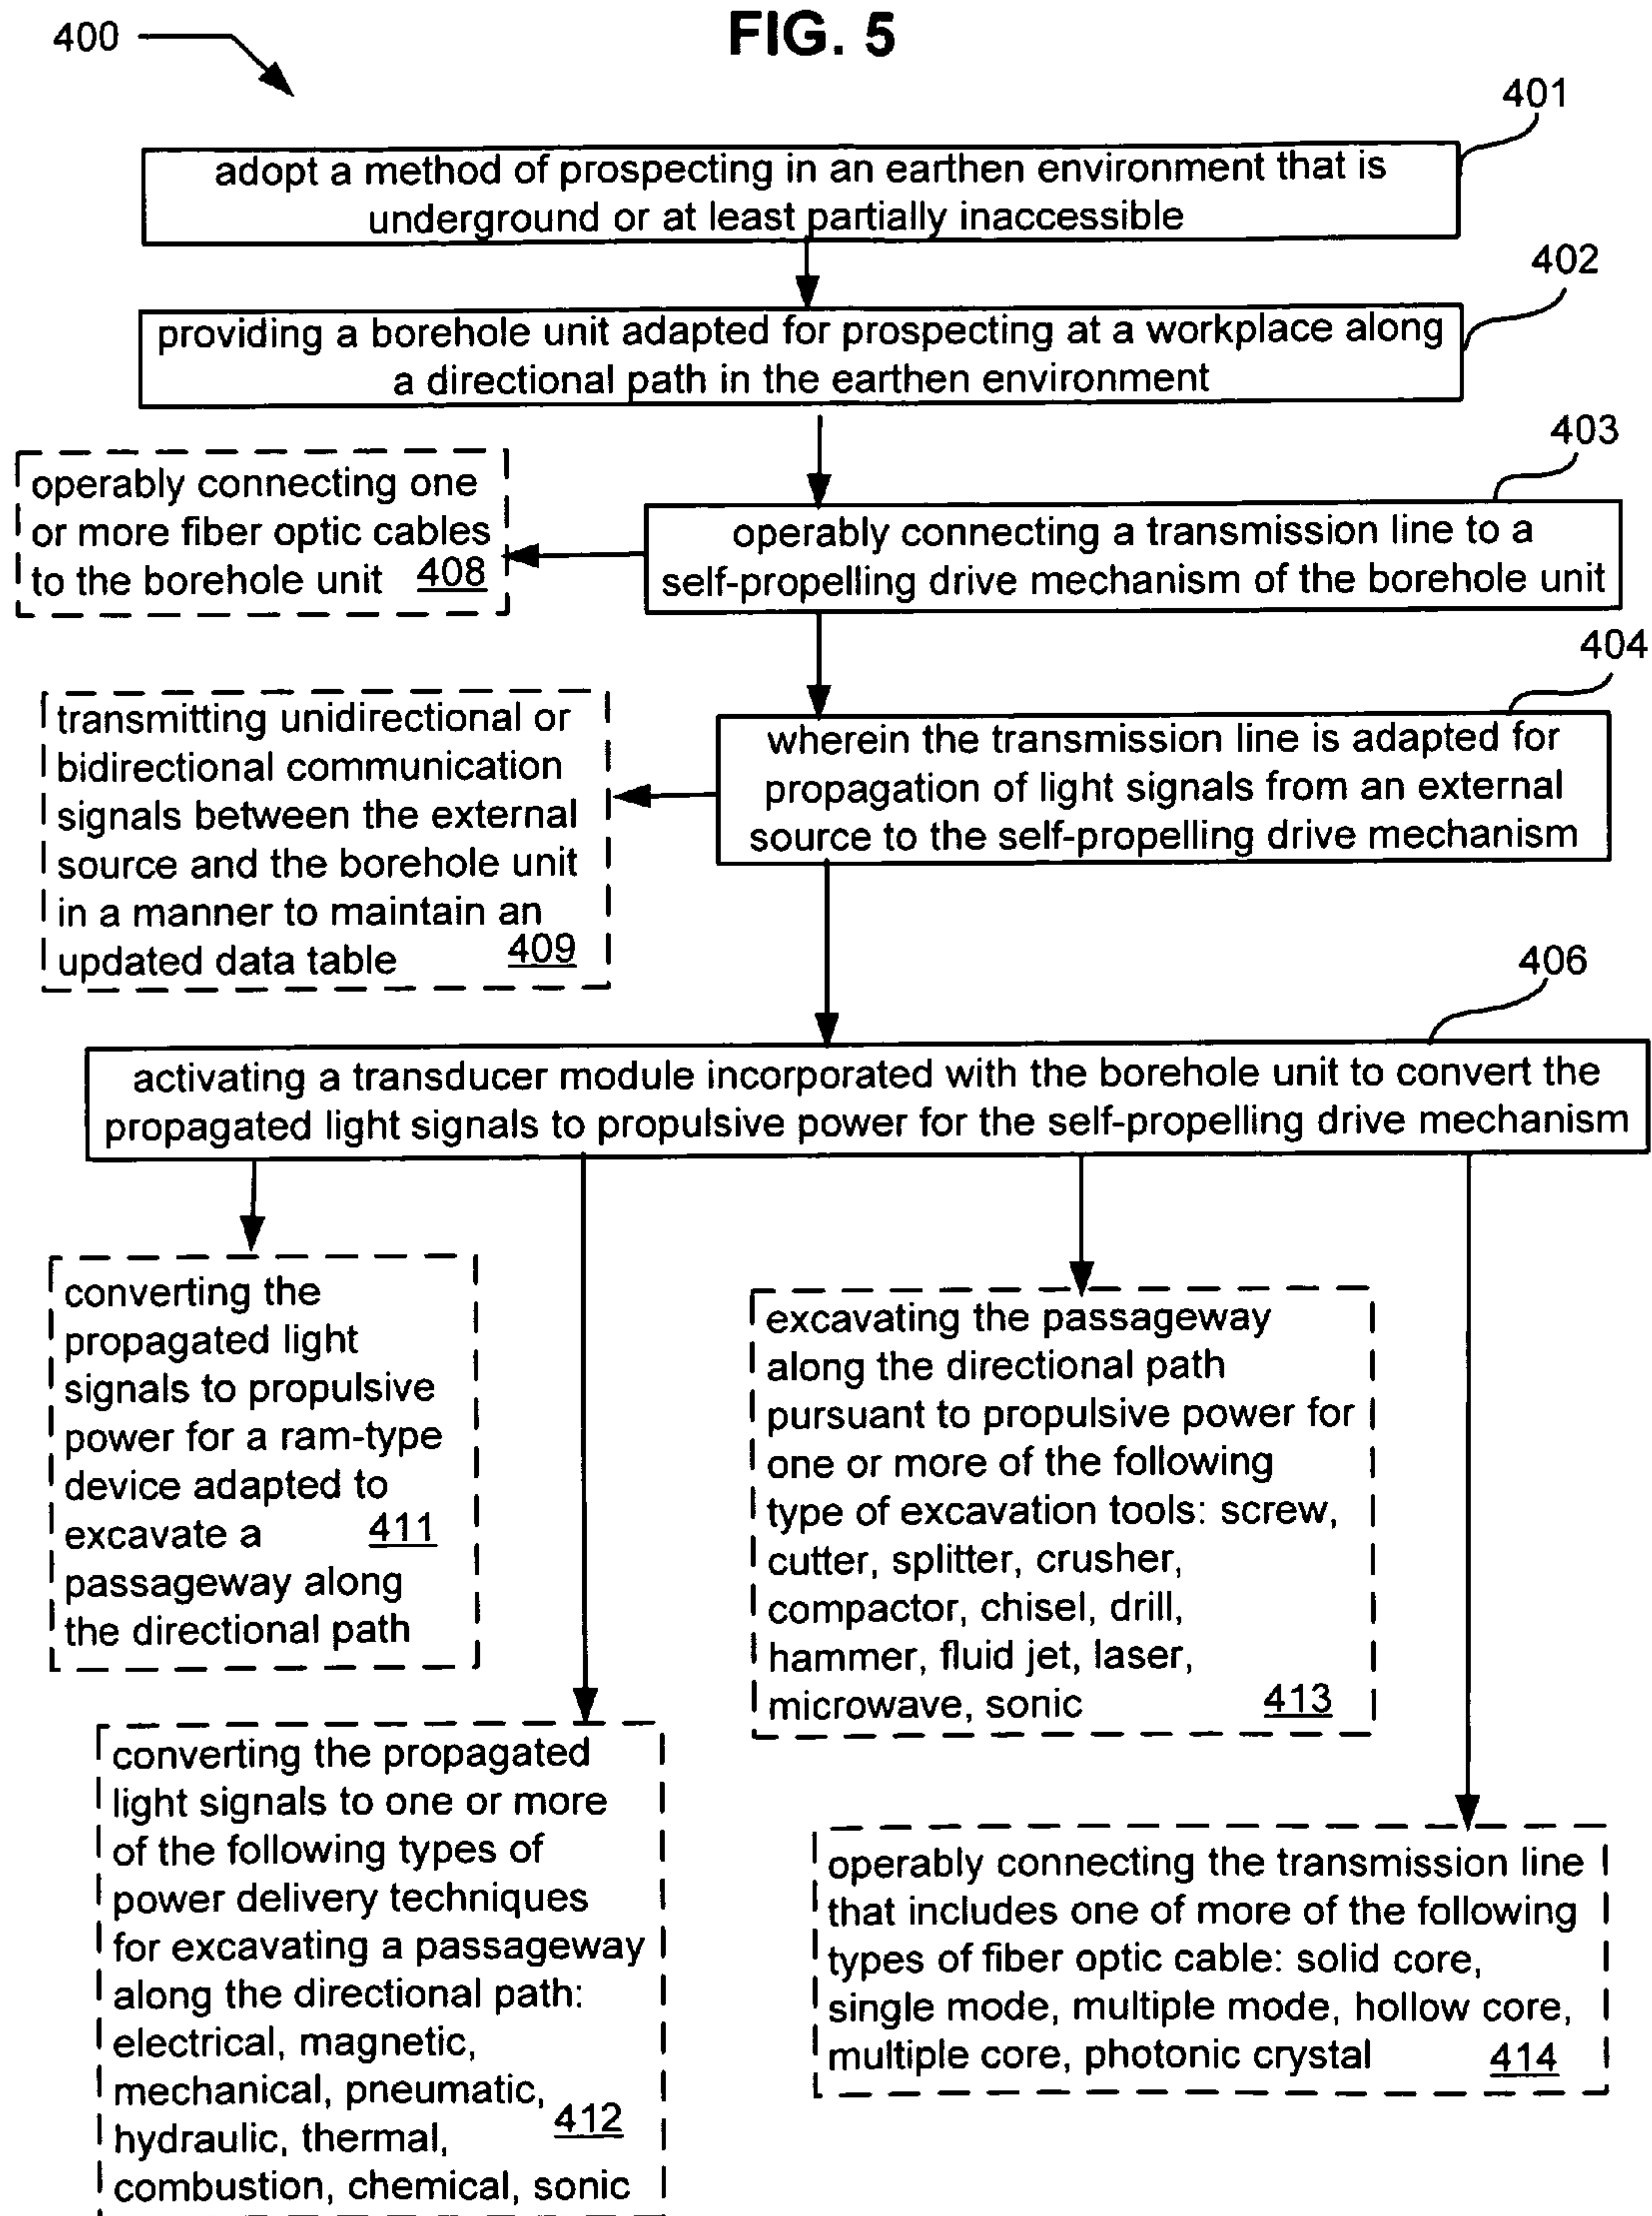 FIG. 5
400
401
adopt a method of prospecting in an earthen environment that is
underground or at least partially inaccessible
402
providing a borehole unit adapted for prospecting at a workplace along
a directional path in the earthen environment
403
operably connecting a transmission line to a
self-propelling drive mechanism of the borehole unit
operably connecting one
or more fiber optic cables
to the borehole unit 408
404
wherein the transmission line is adapted for
propagation of light signals from an external
source to the self-propelling drive mechanism
transmitting unidirectional or
bidirectional communication
signals between the external
source and the borehole unit
in a manner to maintain an
updated data table 409
406
activating a transducer module incorporated with the borehole unit to convert the
propagated light signals to propulsive power for the self-propelling drive mechanism
converting the
propagated light
signals to propulsive
power for a ram-type
device adapted to
excavate a 411
passageway along
the directional path
converting the propagated
light signals to one or more
of the following types of
power delivery techniques
for excavating a passageway
along the directional path:
electrical, magnetic,
mechanical, pneumatic,
hydraulic, thermal, 412
combustion, chemical, sonic
excavating the passageway
along the directional path
pursuant to propulsive power for
one or more of the following
type of excavation tools: screw,
cutter, splitter, crusher,
compactor, chisel, drill,
hammer, fluid jet, laser,
microwave, sonic 413
operably connecting the transmission line
that includes one of more of the following
types of fiber optic cable: solid core,
single mode, multiple mode, hollow core,
multiple core, photonic crystal 414